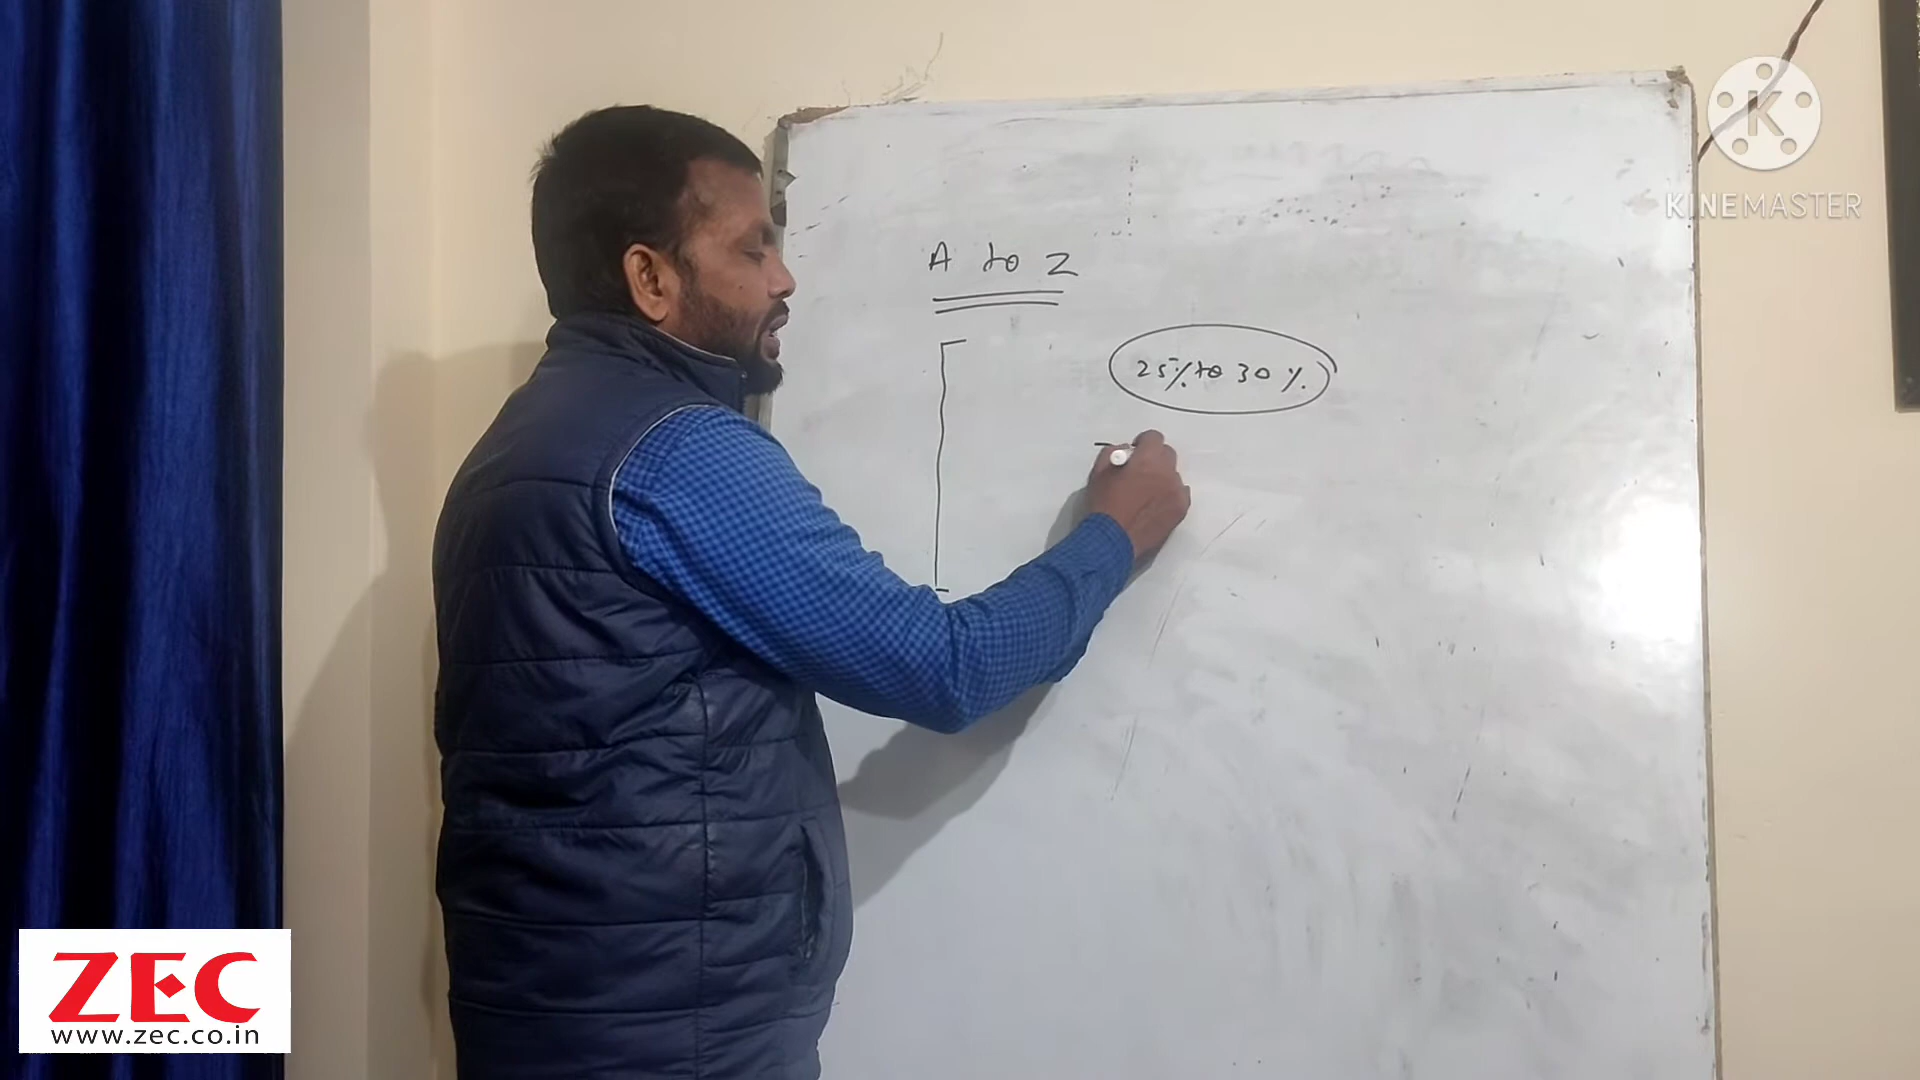 K
KINEMASTER
A to Z
25% to 30 %
ZEC
www.zec.co.in